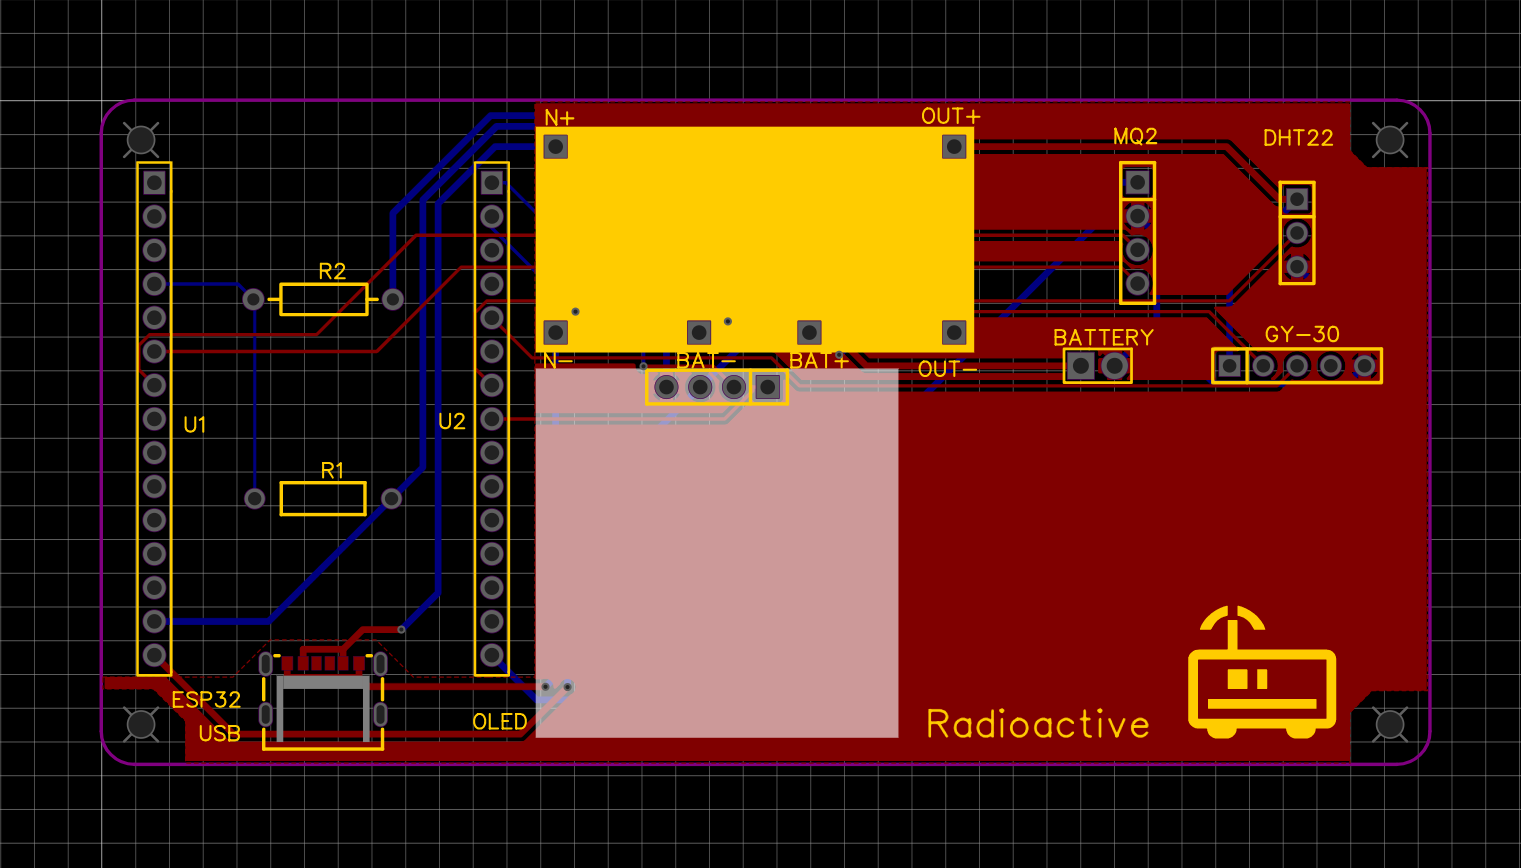 N+
OUT+
MQ2
DHT22
R2
BATTERY
GY-30
N-
BAT-
BAT+
OUT-
U1
U2
R1
ESP32
USB
OLED
Radioactive